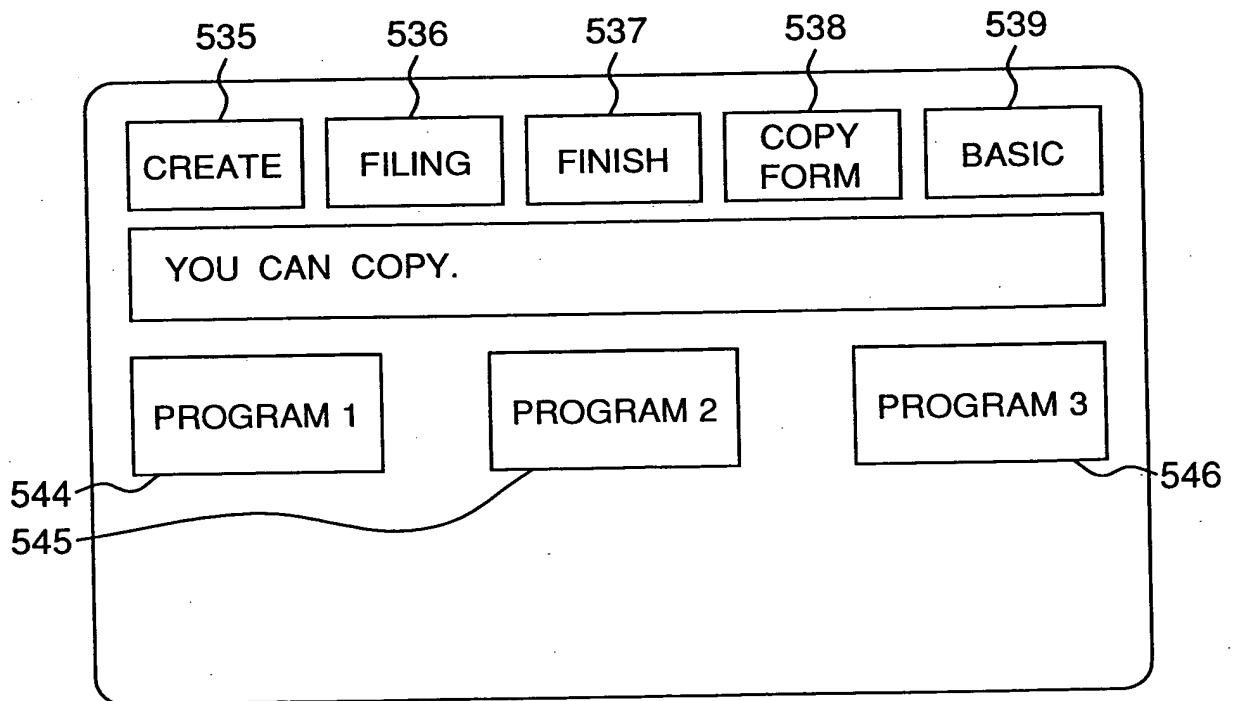 535 536 537 538 539
CREATE FILING FINISH COPY FORM BASIC
YOU CAN COPY.
PROGRAM 1 PROGRAM 2 PROGRAM 3
544 546
545